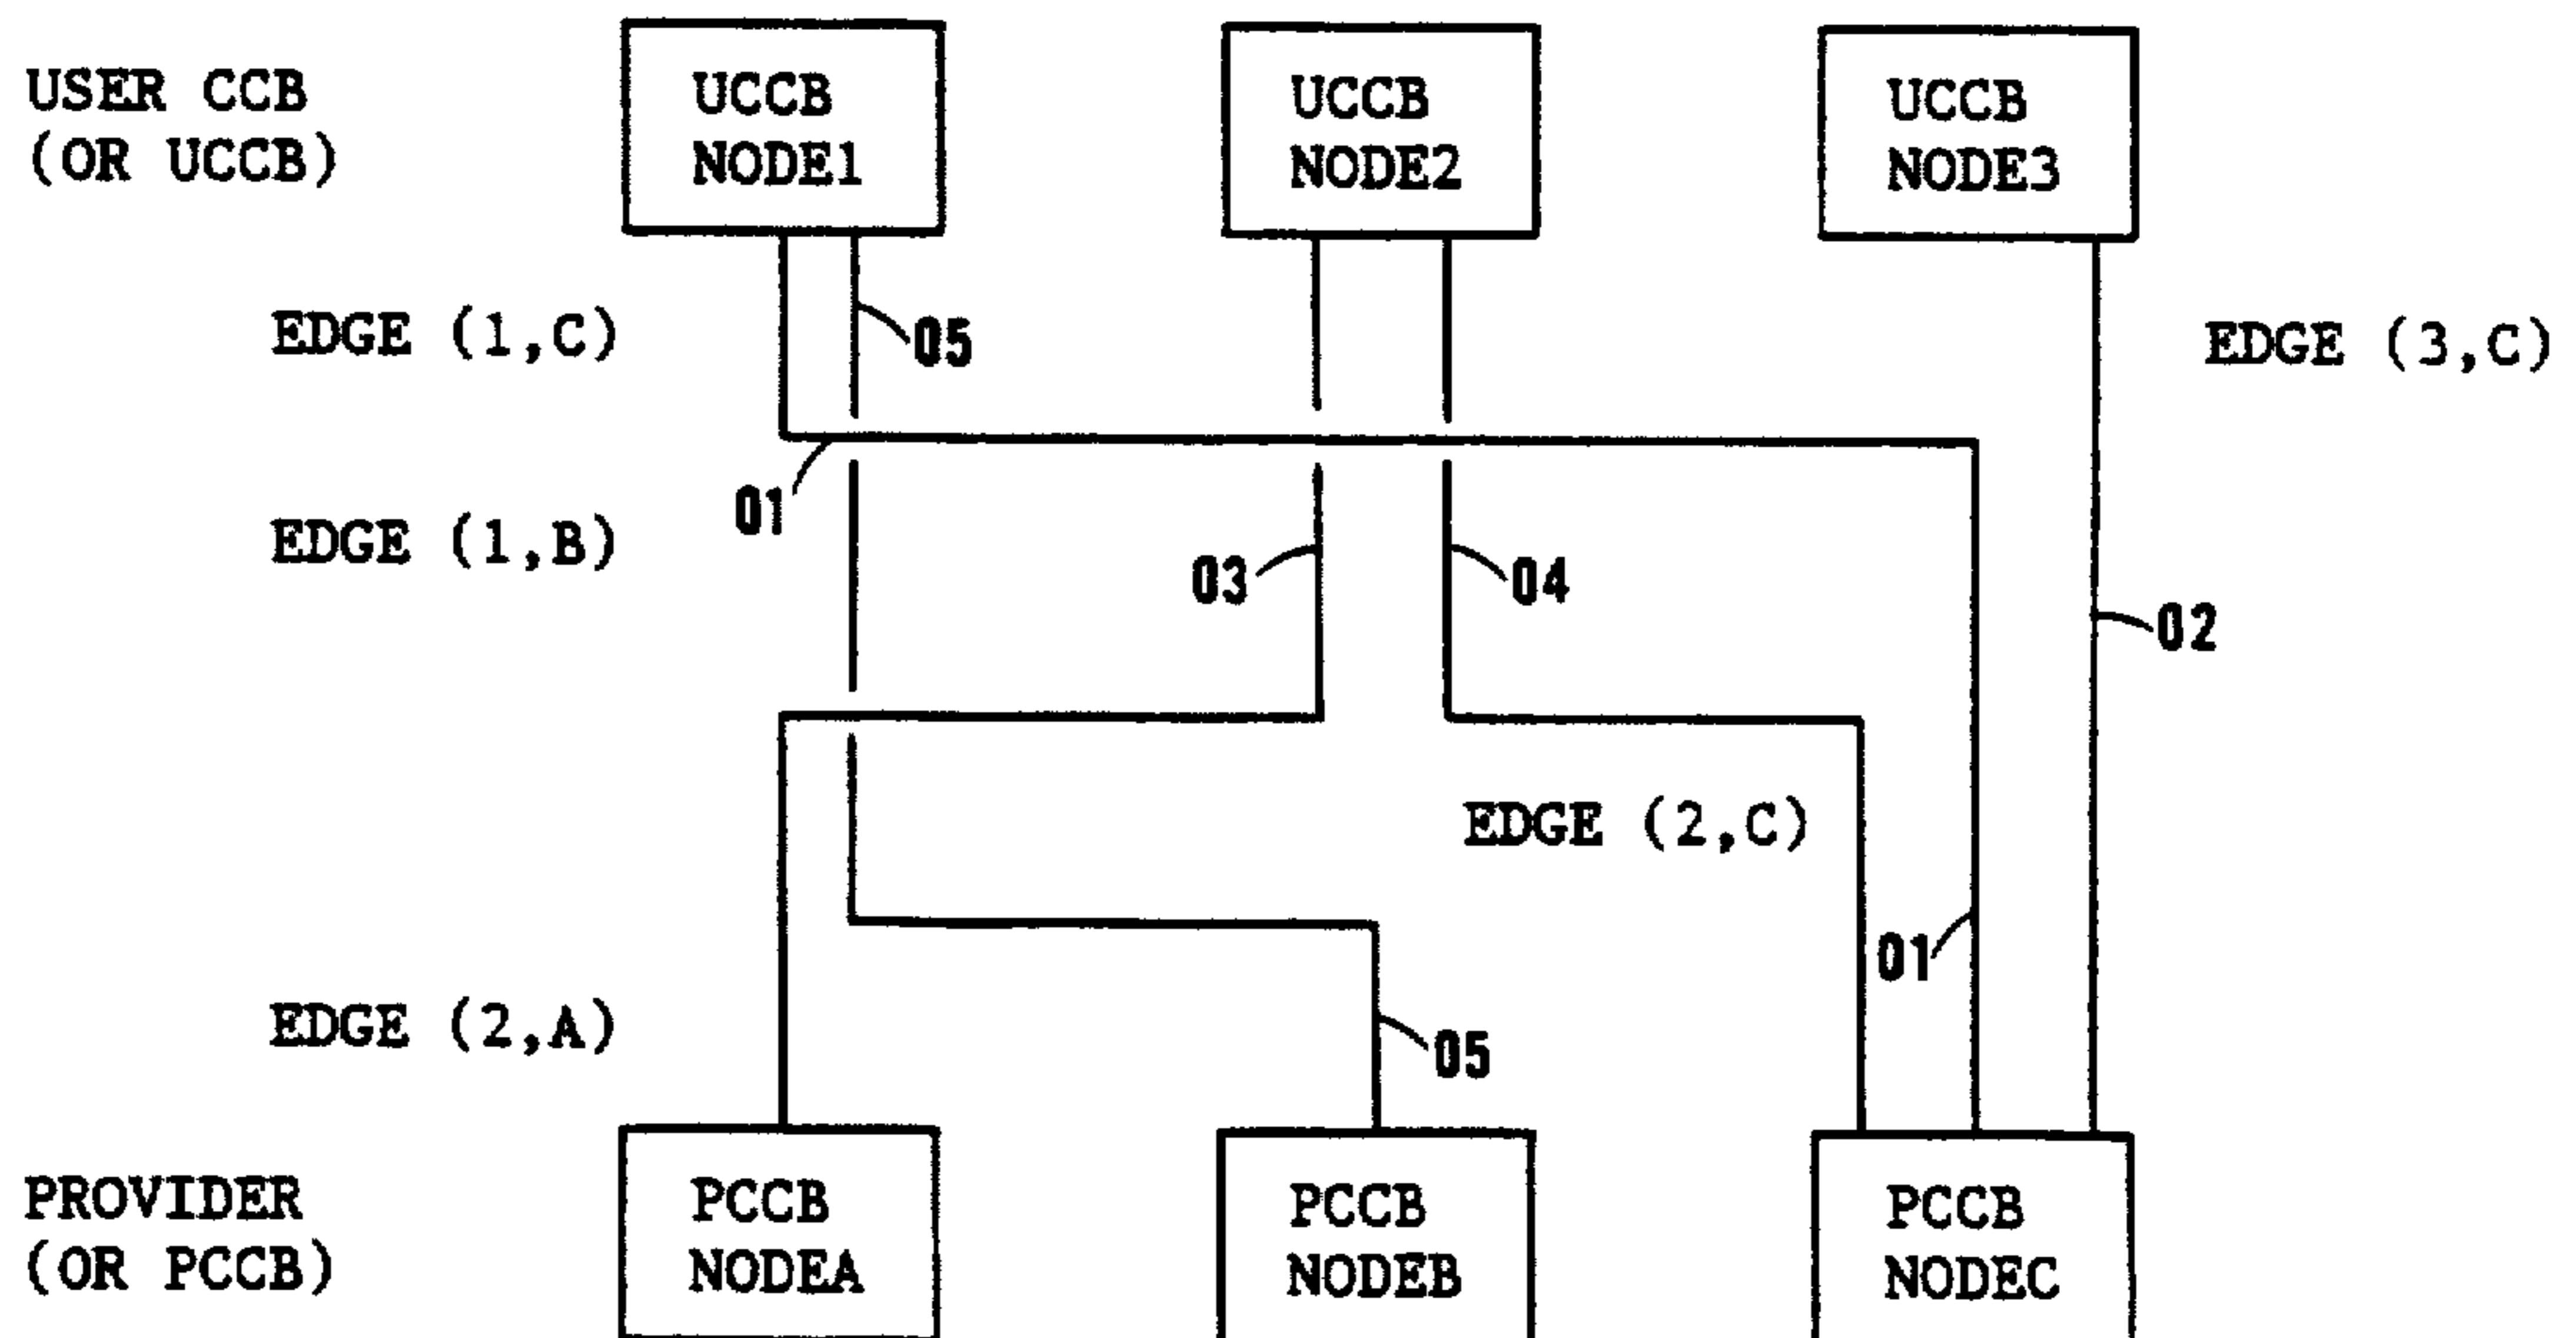 USER CCB
(OR UCCB)
UCCB
NODE1
UCCB
NODE2
UCCB
NODE3
EDGE (1,C)
05
EDGE (3,C)
01
EDGE (1,B)
03
04
02
EDGE (2,C)
01
EDGE (2,A)
05
PROVIDER
(OR PCCB)
PCCB
NODEA
PCCB
NODEB
PCCB
NODEC